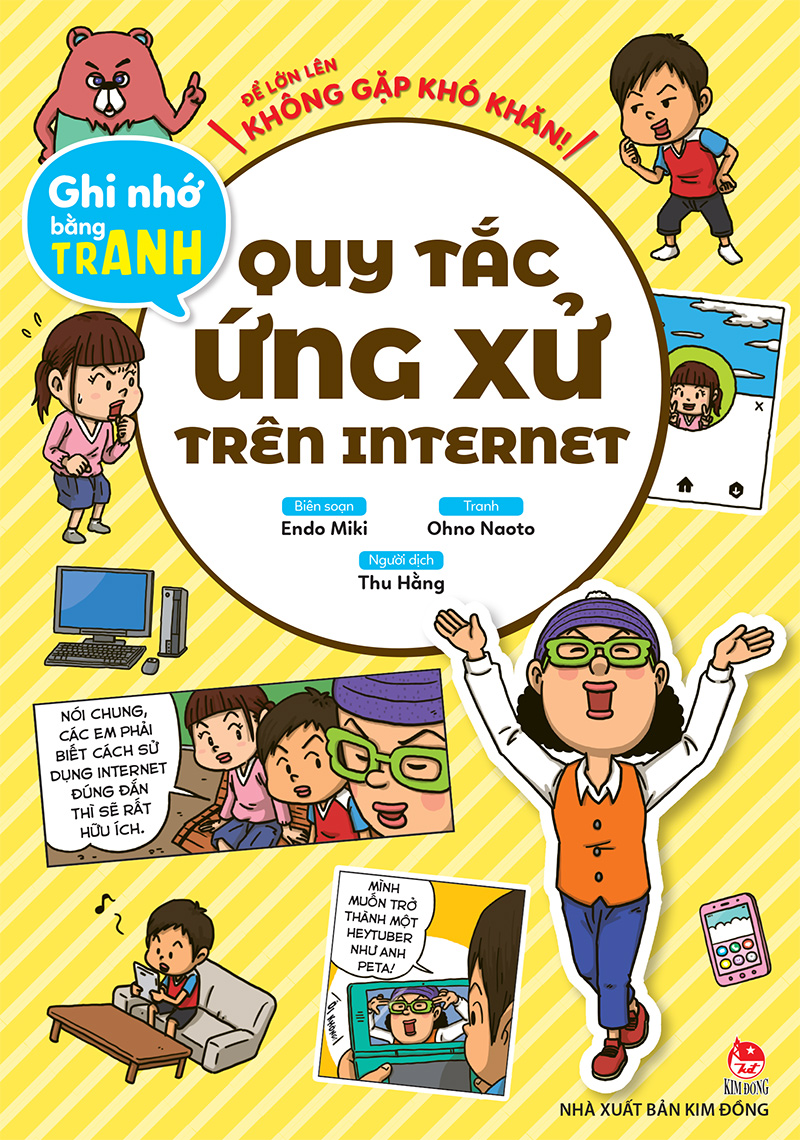 ĐỂ LỚN LÊN
KHÔNG GẶP KHÓ KHĂN!
Ghi nhớ
bằng
TRANH
QUY TẮC
ỨNG XỬ
TRÊN INTERNET
Biên soạn
Endo Miki
Tranh
Ohno Naoto
Người dịch
Thu Hằng
X
NÓI CHUNG,
CÁC EM PHẢI
BIẾT CÁCH SỬ
DỤNG INTERNET
ĐÚNG ĐẮN
THÌ SẼ RẤT
HỮU ÍCH.
MÌNH
MUỐN TRỞ
THÀNH MỘT
HEYTUBER
NHƯ ANH
PETA!
ÔI KHÔNG!
KIM ĐỒNG
NHÀ XUẤT BẢN KIM ĐỒNG